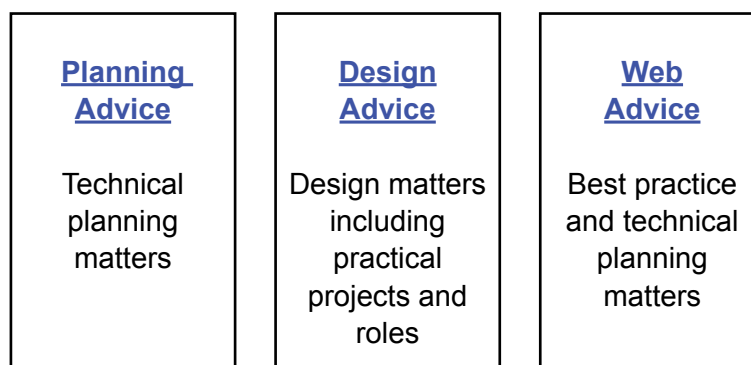 Planning
Advice
Technical
planning
matters
Design
Advice
Design matters
including
practical
projects and
roles
Web
Advice
Best practice
and technical
planning
matters